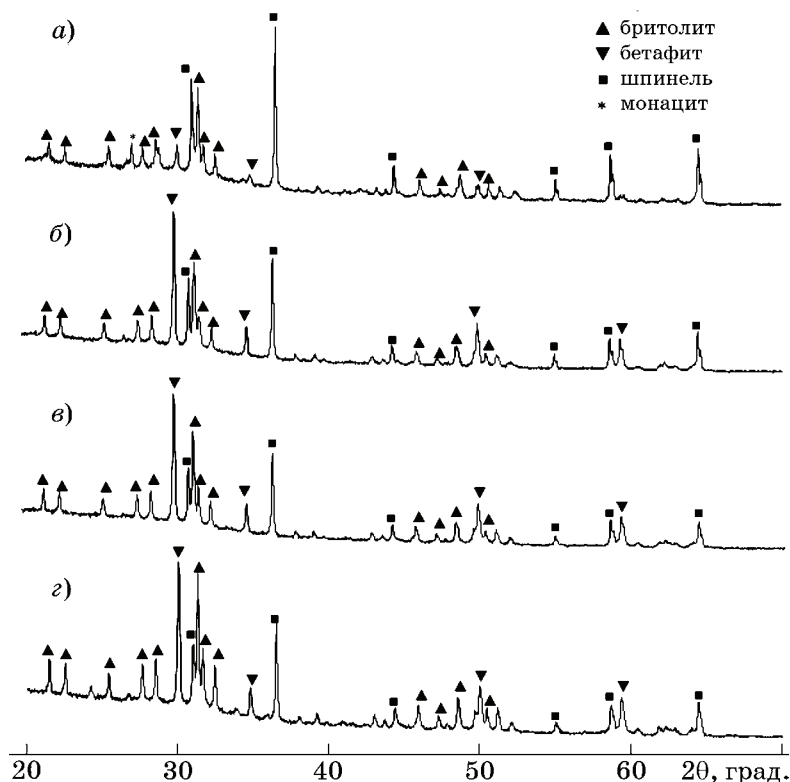 а)
▲ бритолит
▼ бетафит
■ шпинель
* монацит
б)
в)
г)
20 30 40 50 60 2θ, град.